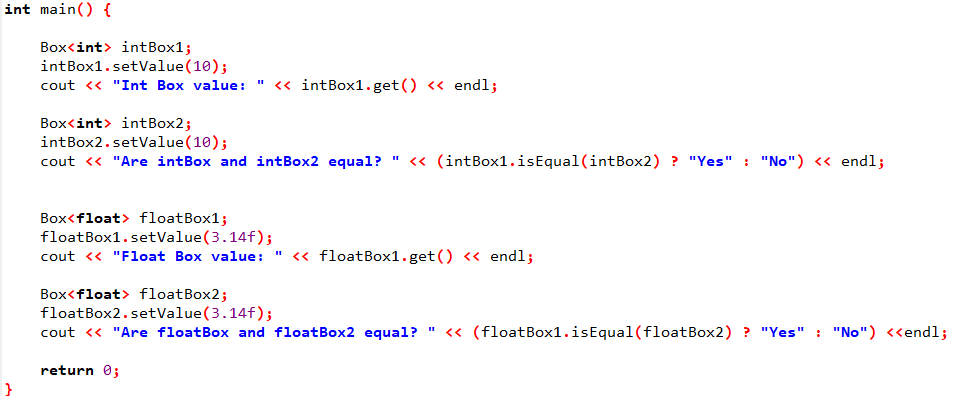 int main() {
Box<int> intBox1;
intBox1.setValue(10);
cout << "Int Box value: " << intBox1.get() << endl;
Box<int> intBox2;
intBox2.setValue(10);
cout << "Are intBox and intBox2 equal? " << (intBox1.isEqual(intBox2) ? "Yes" : "No") << endl;
Box<float> floatBox1;
floatBox1.setValue(3.14f);
cout << "Float Box value: " << floatBox1.get() << endl;
Box<float> floatBox2;
floatBox2.setValue(3.14f);
cout << "Are floatBox and floatBox2 equal? " << (floatBox1.isEqual(floatBox2) ? "Yes" : "No") <<endl;
return 0;
}